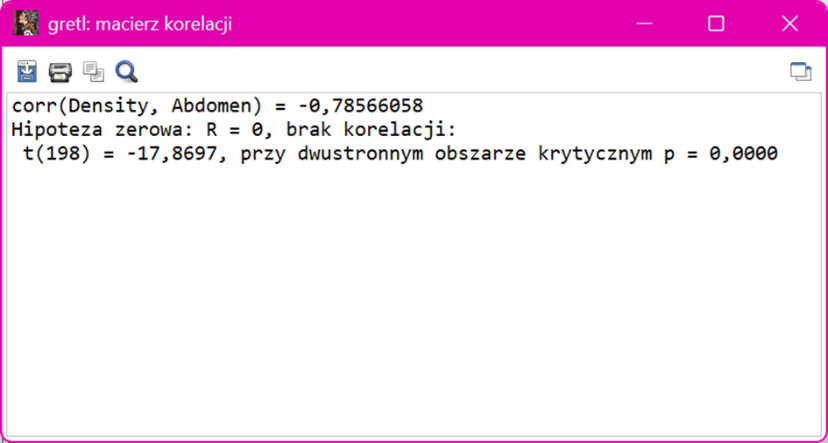 gretl: macierz korelacji
corr(Density, Abdomen) = -0,78566058
Hipoteza zerowa: R = 0, brak korelacji:
t(198) = -17,8697, przy dwustronnym obszarze krytycznym p = 0,0000